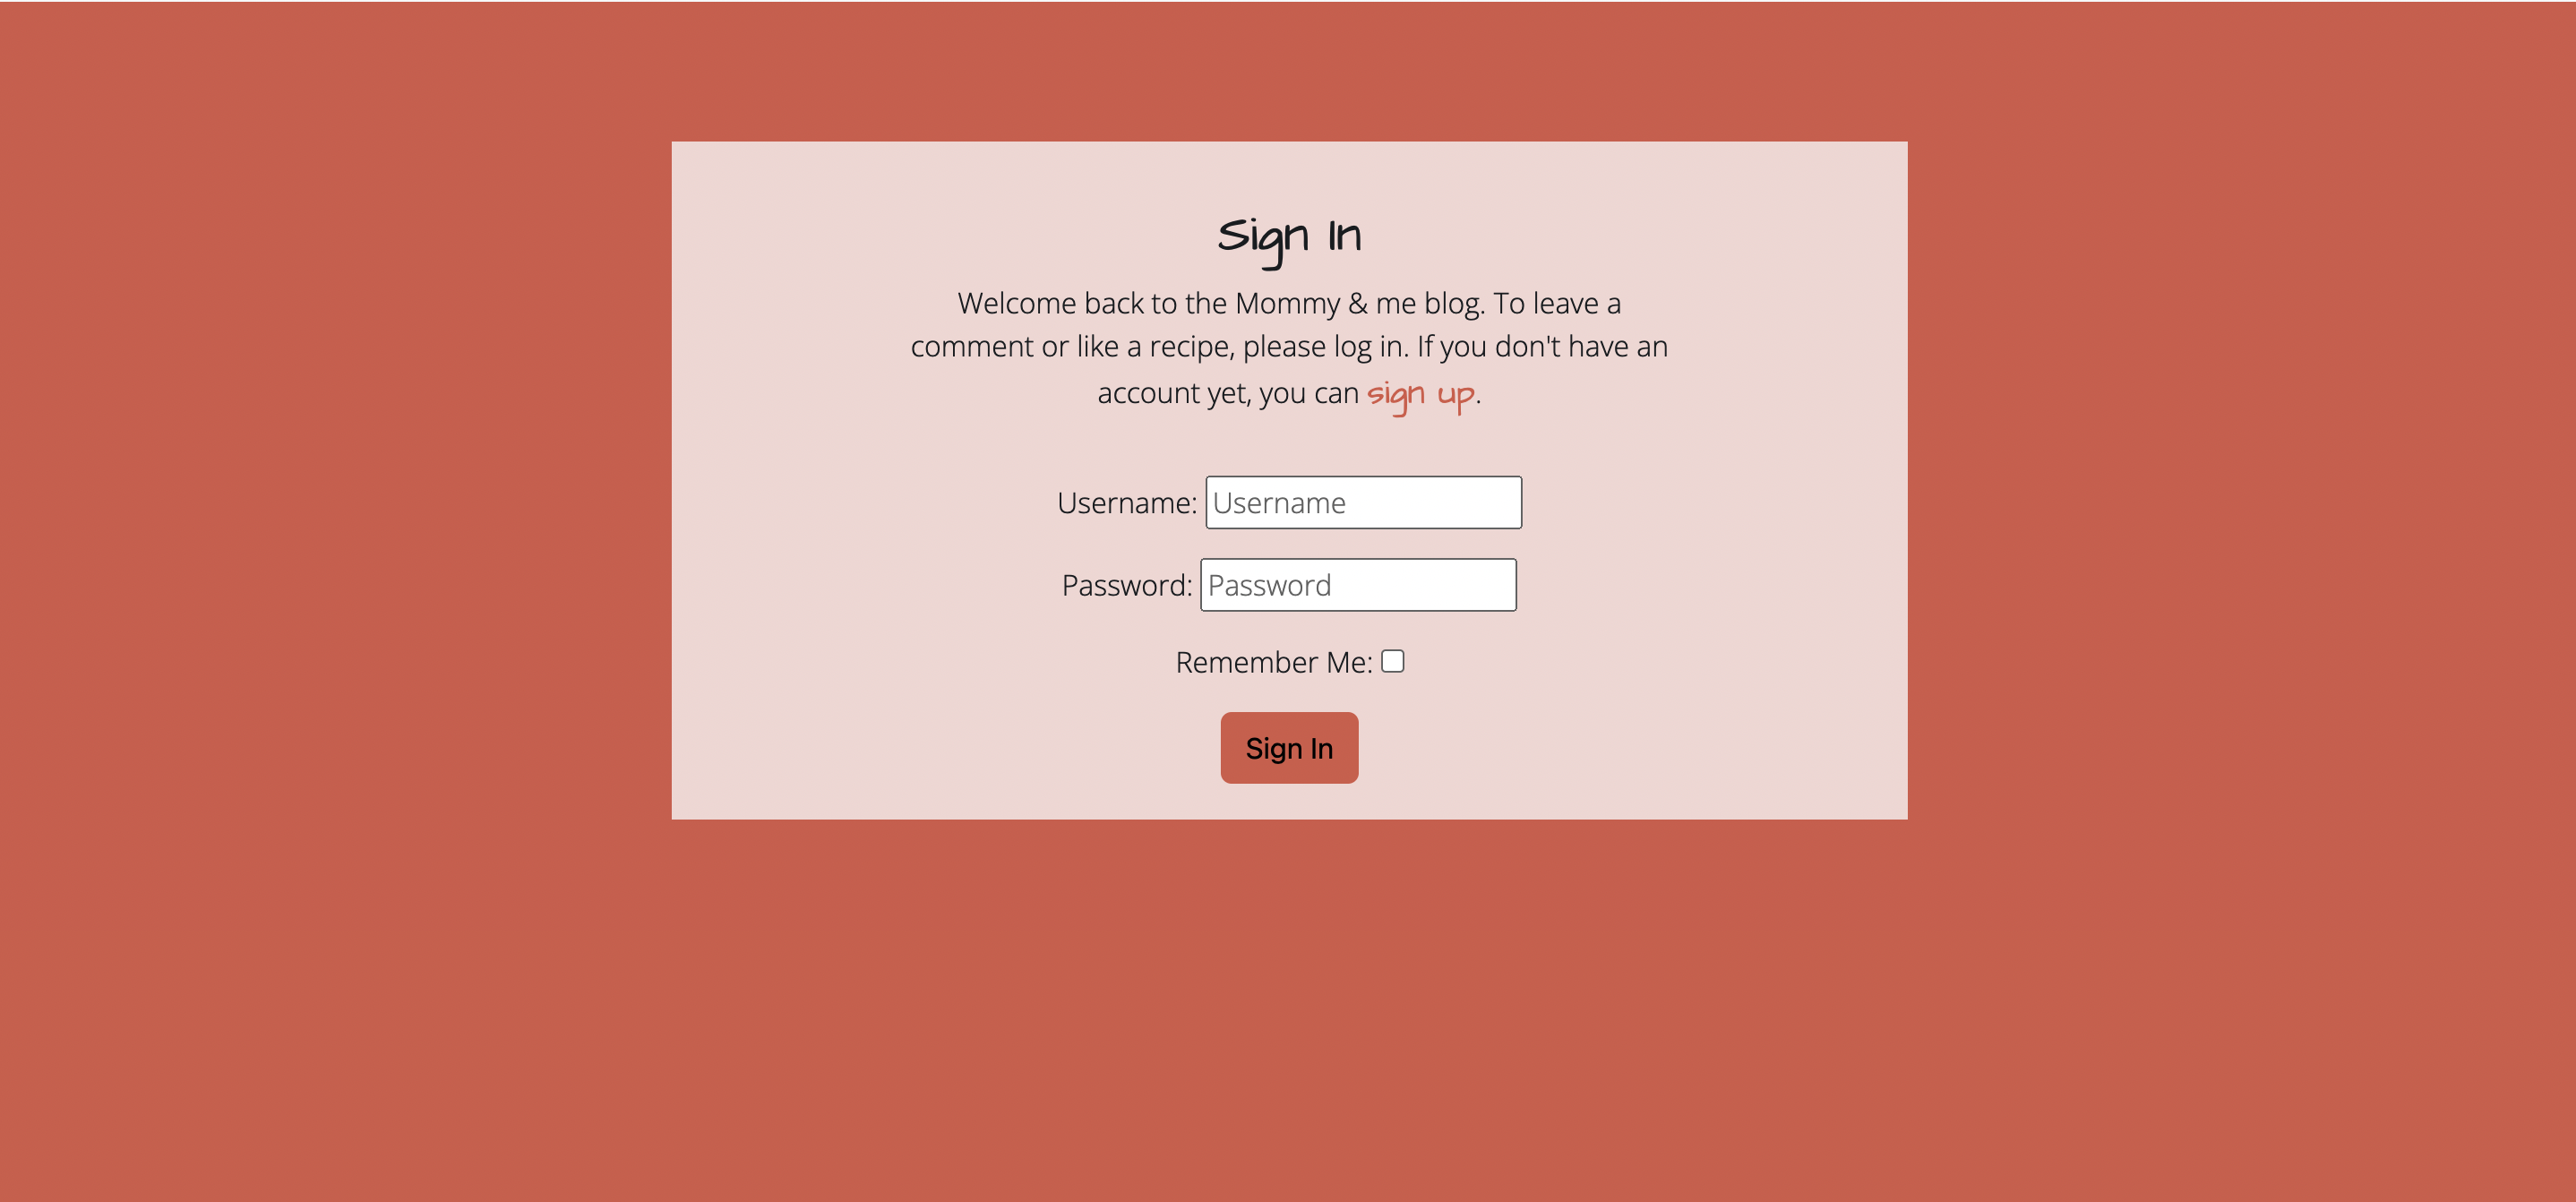 Sign In
Welcome back to the Mommy & me blog. To leave a
comment or like a recipe, please log in. If you don't have an
account yet, you can sign up.
Username: Username
Password: Password
Remember Me:
Sign In